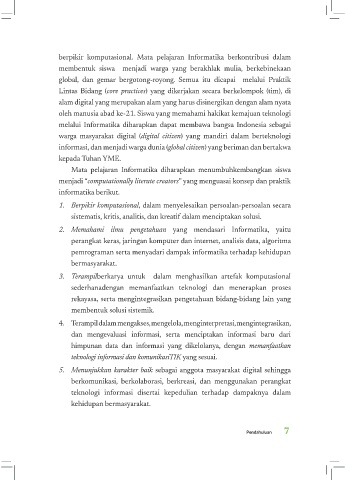 berpikir komputasional. Mata pelajaran Informatika berkontribusi dalam
membentuk siswa menjadi warga yang berakhlak mulia, berkebinekaan
global, dan gemar bergotong-royong. Semua itu dicapai melalui Praktik
Lintas Bidang (core practices) yang dikerjakan secara berkelompok (tim), di
alam digital yang merupakan alam yang harus disinergikan dengan alam nyata
oleh manusia abad ke-21. Siswa yang memahami hakikat kemajuan teknologi
melalui Informatika diharapkan dapat membawa bangsa Indonesia sebagai
warga masyarakat digital (digital citizen) yang mandiri dalam berteknologi
informasi, dan menjadi warga dunia (global citizen) yang beriman dan bertakwa
kepada Tuhan YME.
Mata pelajaran Informatika diharapkan menumbuhkembangkan siswa
menjadi "computationally literate creators" yang menguasai konsep dan praktik
informatika berikut.
1. Berpikir komputasional, dalam menyelesaikan persoalan-persoalan secara
sistematis, kritis, analitis, dan kreatif dalam menciptakan solusi.
2. Memahami ilmu pengetahuan yang mendasari Informatika, yaitu
perangkat keras, jaringan komputer dan internet, analisis data, algoritma
pemrograman serta menyadari dampak informatika terhadap kehidupan
bermasyarakat.
3. Terampilberkarya untuk dalam menghasilkan artefak komputasional
sederhanadengan memanfaatkan teknologi dan menerapkan proses
rekayasa, serta mengintegrasikan pengetahuan bidang-bidang lain yang
membentuk solusi sistemik.
4. Terampil dalam mengakses, mengelola, menginterpretasi, mengintegrasikan,
dan mengevaluasi informasi, serta menciptakan informasi baru dari
himpunan data dan informasi yang dikelolanya, dengan memanfaatkan
teknologi informasi dan komunikasiTIK yang sesuai.
5. Menunjukkan karakter baik sebagai anggota masyarakat digital sehingga
berkomunikasi, berkolaborasi, berkreasi, dan menggunakan perangkat
teknologi informasi disertai kepedulian terhadap dampaknya dalam
kehidupan bermasyarakat.
Pendahuluan 7